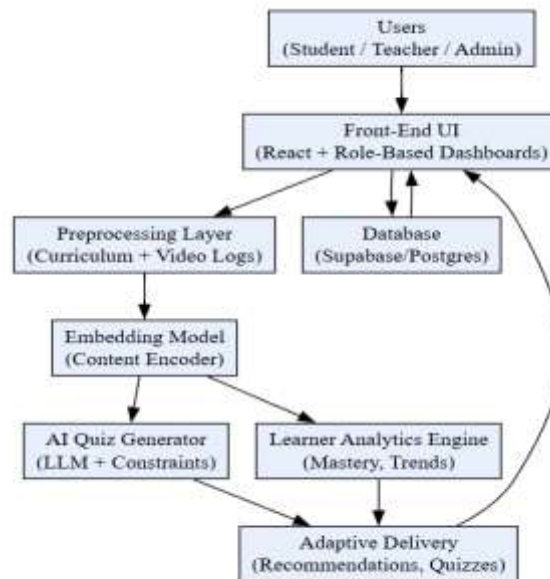 Users
(Student / Teacher / Admin)
Front-End UI
(React + Role-Based Dashboards)
Preprocessing Layer
(Curriculum + Video Logs)
Database
(Supabase/Postgres)
Embedding Model
(Content Encoder)
AI Quiz Generator
(LLM + Constraints)
Learner Analytics Engine
(Mastery, Trends)
Adaptive Delivery
(Recommendations, Quizzes)